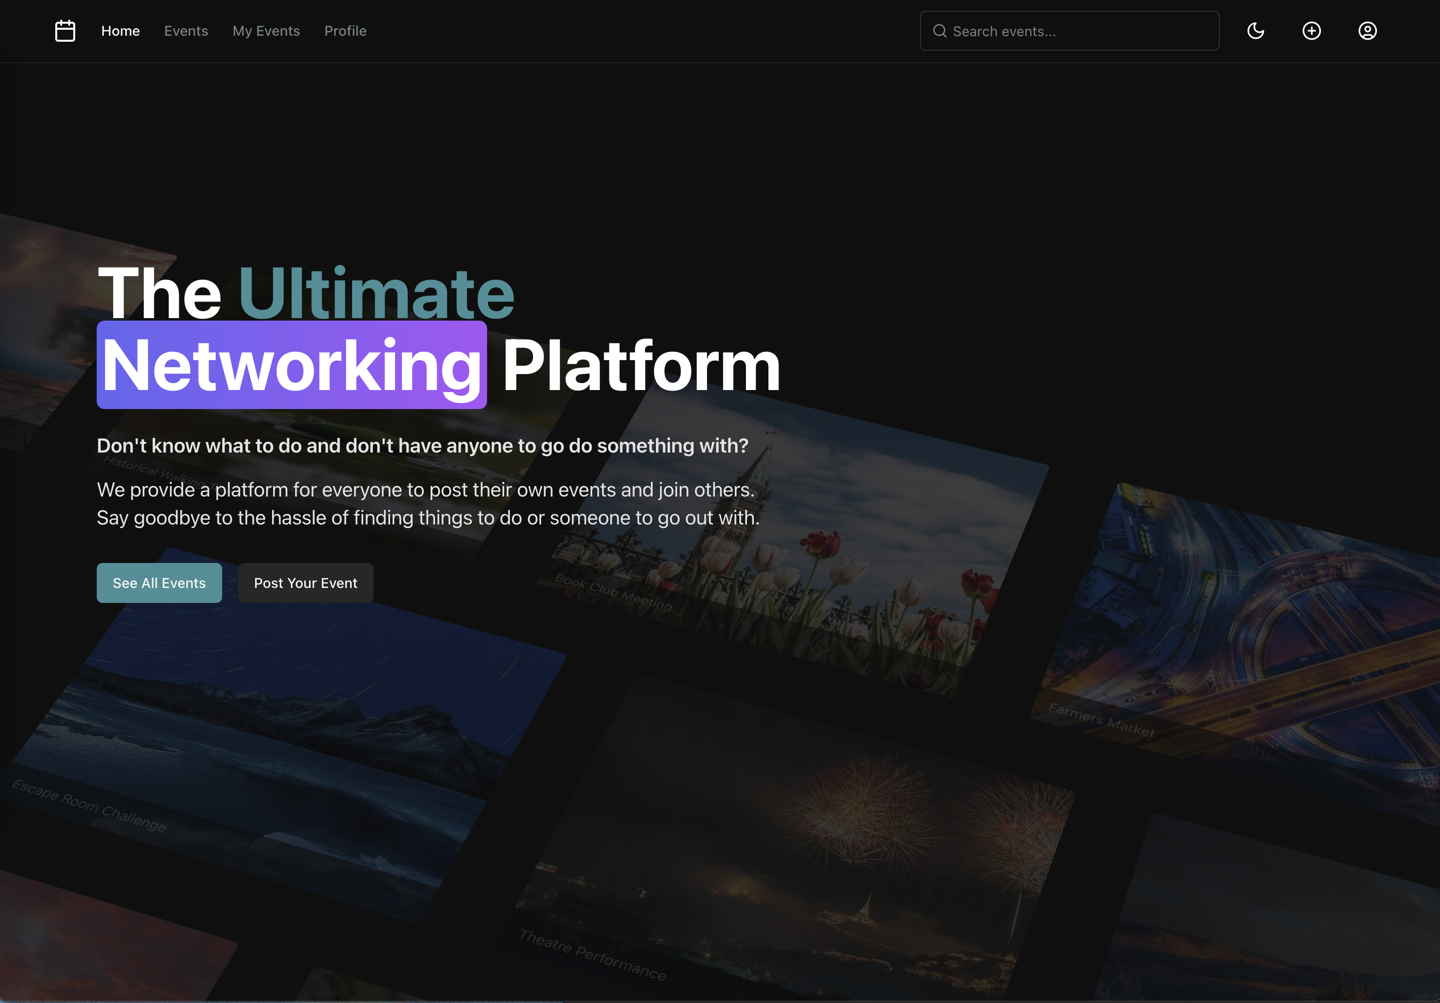 Home
Events
My Events
Profile
Search events...
The Ultimate
Networking Platform
Don't know what to do and don't have anyone to go do something with?
Historical Walking
We provide a platform for everyone to post their own events and join others.
Say goodbye to the hassle of finding things to do or someone to go out with.
See All Events
Post Your Event
Book Club Meeting
Farmers Market
Escape Room Challenge
Theatre Performance